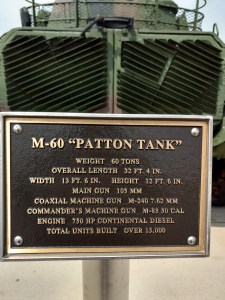 M-60 "PATTON TANK"
WEIGHT 60 TONS
OVERALL LENGTH 32 FT. 4 IN.
WIDTH 13 FT. 6 IN. HEIGHT 12 FT. 6 IN.
MAIN GUN 105 MM
COAXIAL MACHINE GUN M-240 7.62 MM
COMMANDER'S MACHINE GUN M-85 50 CAL
ENGINE 750 HP CONTINENTAL DIESEL
TOTAL UNITS BUILT OVER 15,000